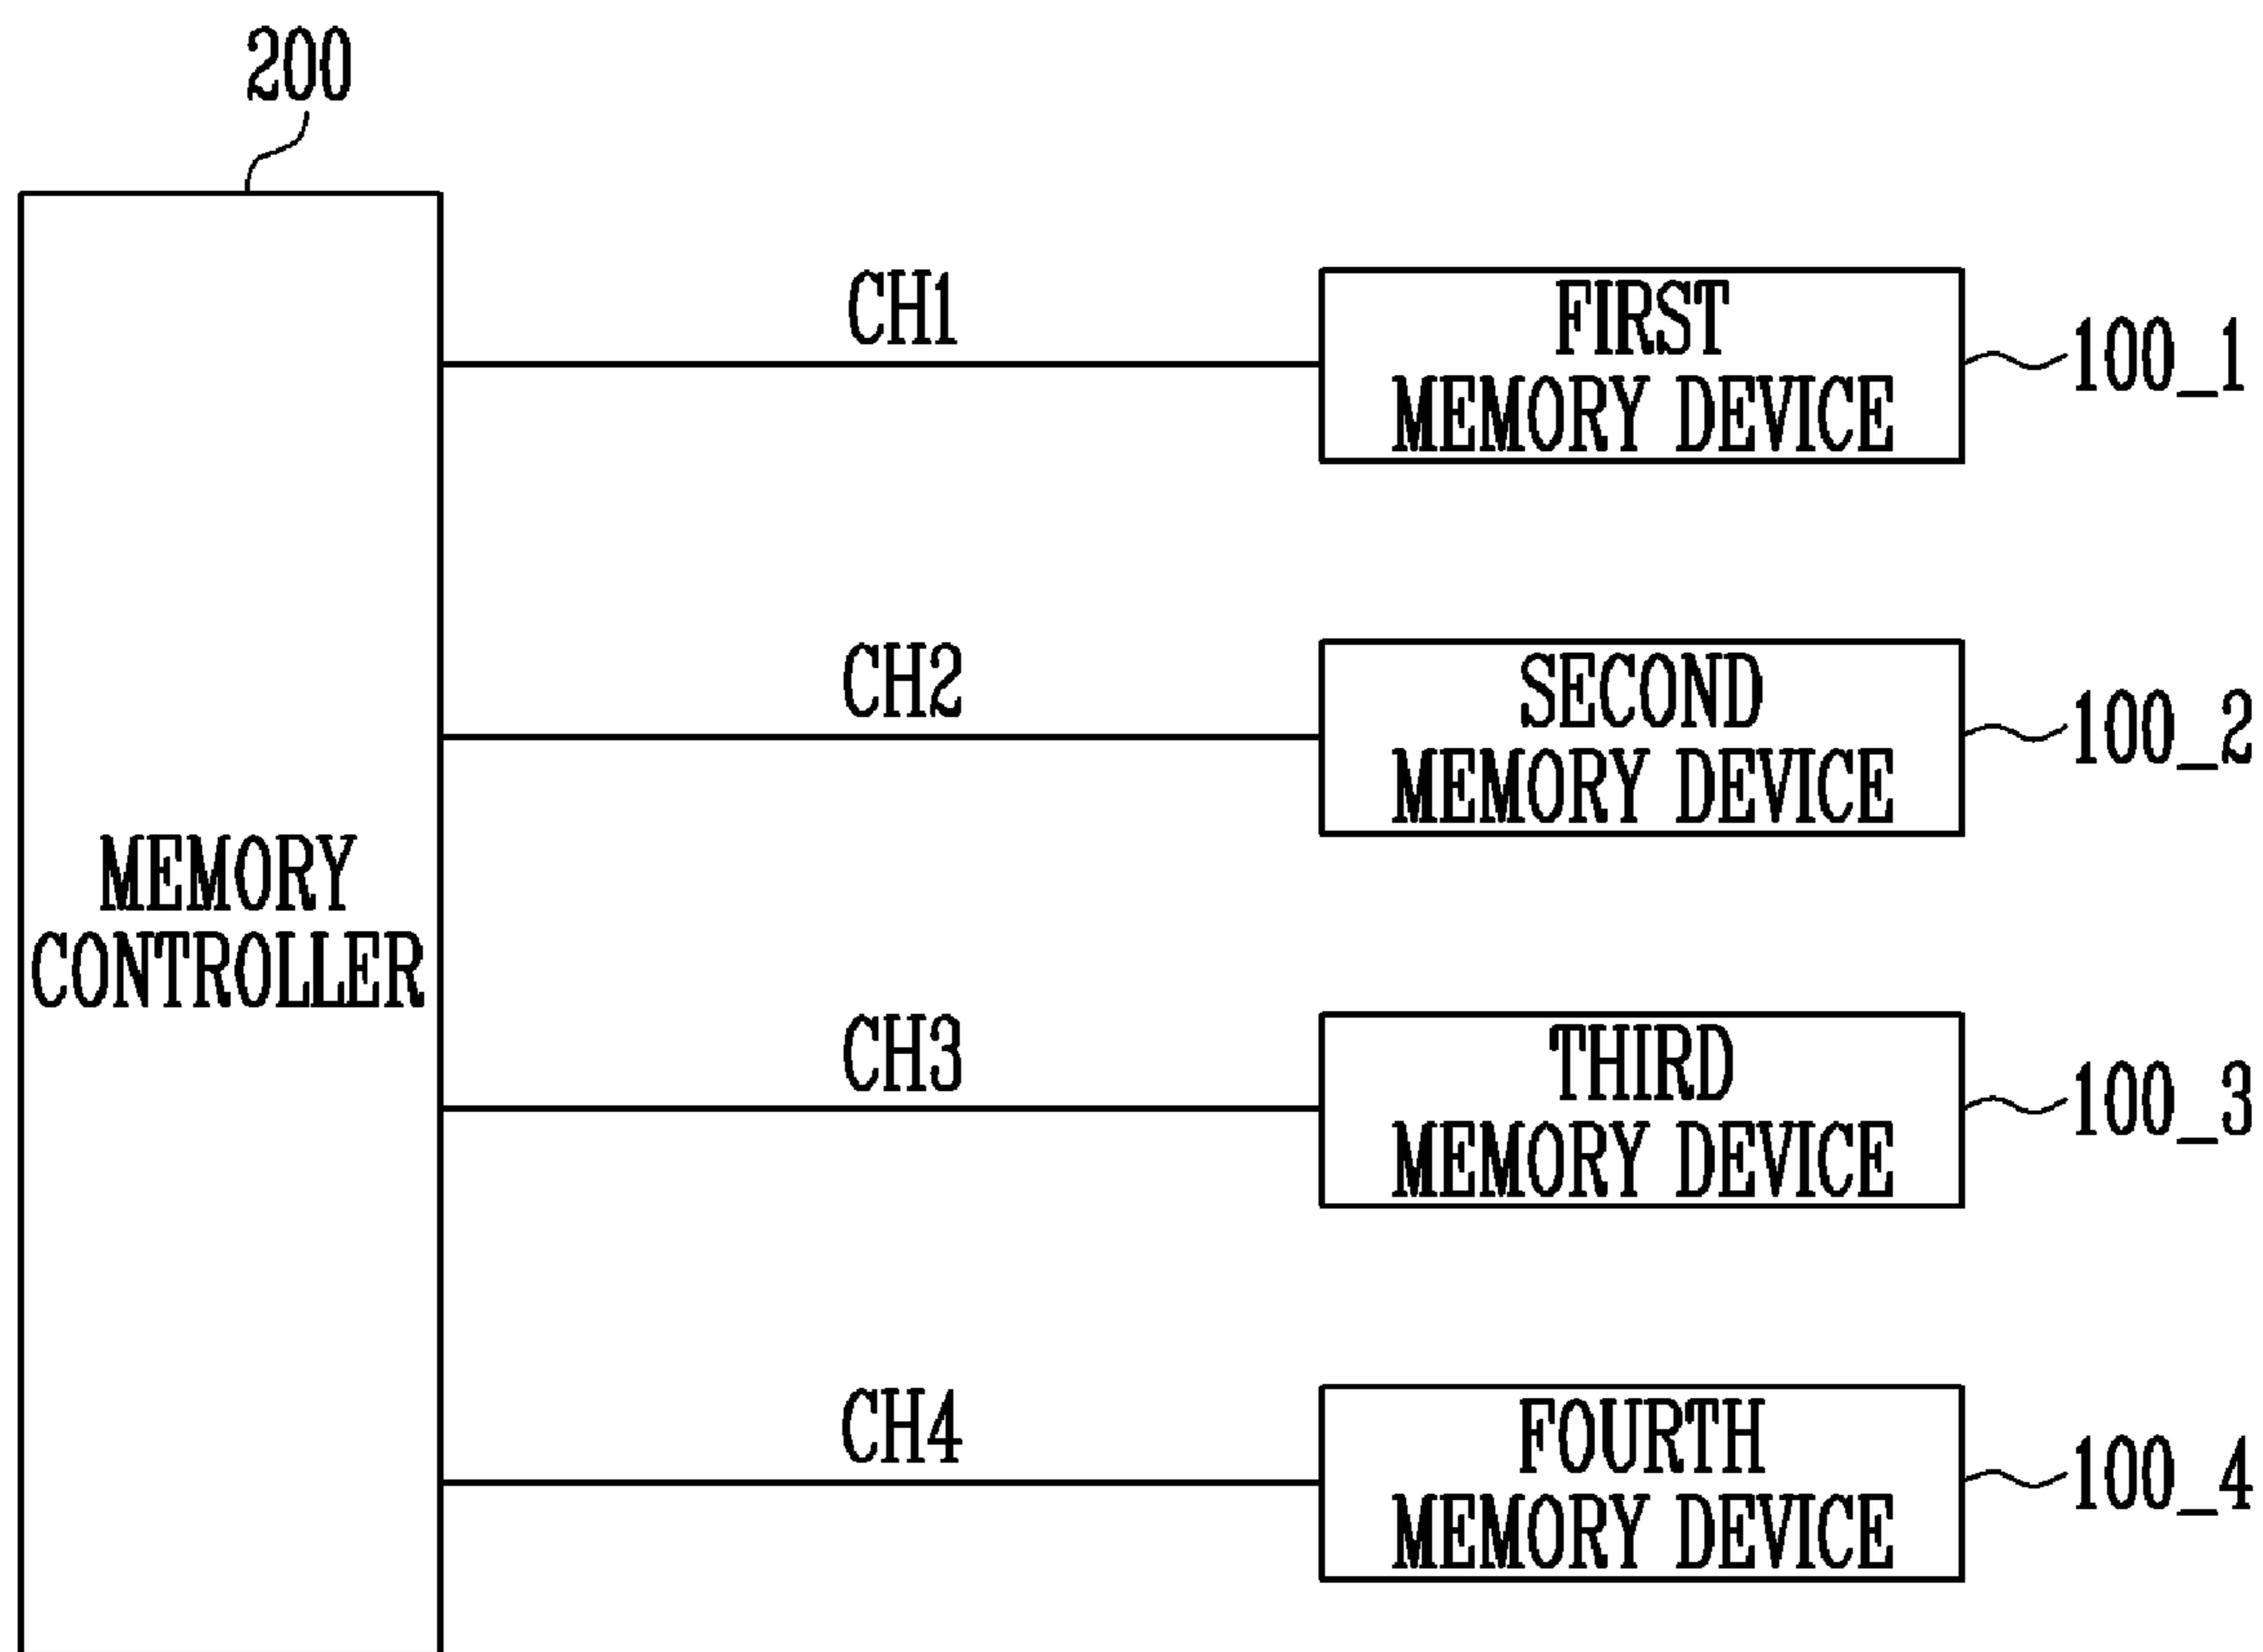 200
CH1
FIRST
MEMORY DEVICE
100_1
CH2
SECOND
MEMORY DEVICE
100_2
MEMORY
CONTROLLER
CH3
THIRD
MEMORY DEVICE
100_3
CH4
FOURTH
MEMORY DEVICE
100_4